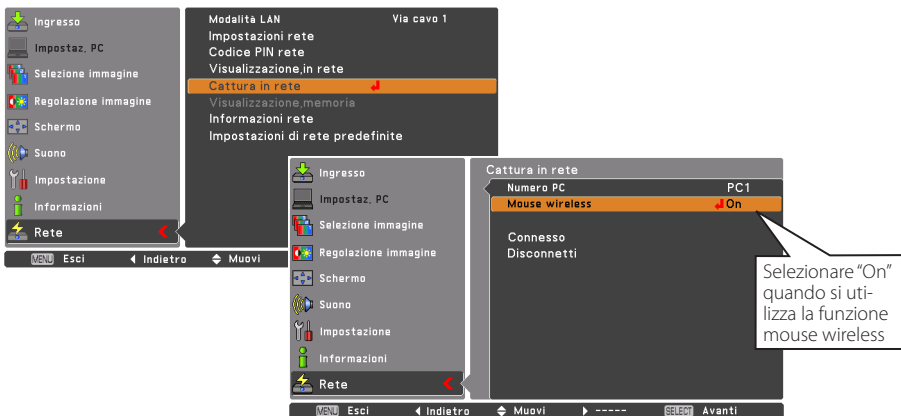 Ingresso
Impostaz. PC
Selezione immagine
Regolazione immagine
Schermo
Suono
Impostazione
Informazioni
Rete
Modalità LAN Via cavo 1
Impostazioni rete
Codice PIN rete
Visualizzazione,in rete
Cattura in rete
Visualizzazione,memoria
Informazioni rete
Impostazioni di rete predefinite
MENU Esci Indietro Muovi
Ingresso
Impostaz. PC
Selezione immagine
Regolazione immagine
Schermo
Suono
Impostazione
Informazioni
Rete
Cattura in rete
Numero PC PC1
Mouse wireless On
Connesso
Disconnetti
MENU Esci Indietro Muovi ----- SELECT Avanti
Selezionare “On”
quando si uti-
lizza la funzione
mouse wireless